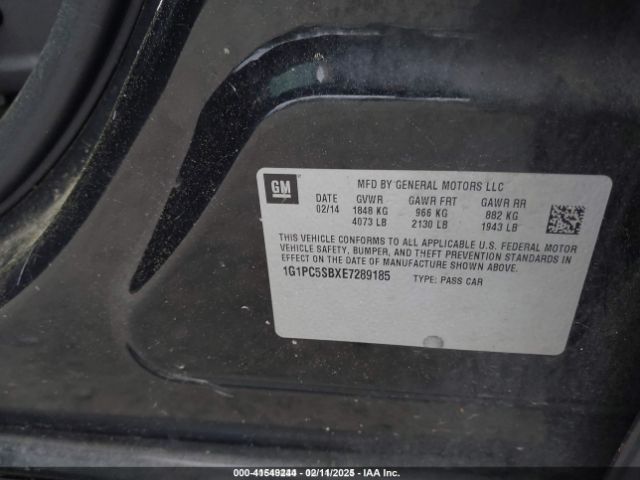 GM
MFD BY GENERAL MOTORS LLC
DATE GVWR GAWR FRT GAWR RR
02/14 1848 KG 966 KG 882 KG
4073 LB 2130 LB 1943 LB
THIS VEHICLE CONFORMS TO ALL APPLICABLE U.S. FEDERAL MOTOR
VEHICLE SAFETY, BUMPER, AND THEFT PREVENTION STANDARDS IN
EFFECT ON THE DATE OF MANUFACTURE SHOWN ABOVE.
1G1PC5SBXE7289185 TYPE: PASS CAR
02/11/2025 - IAA Inc.